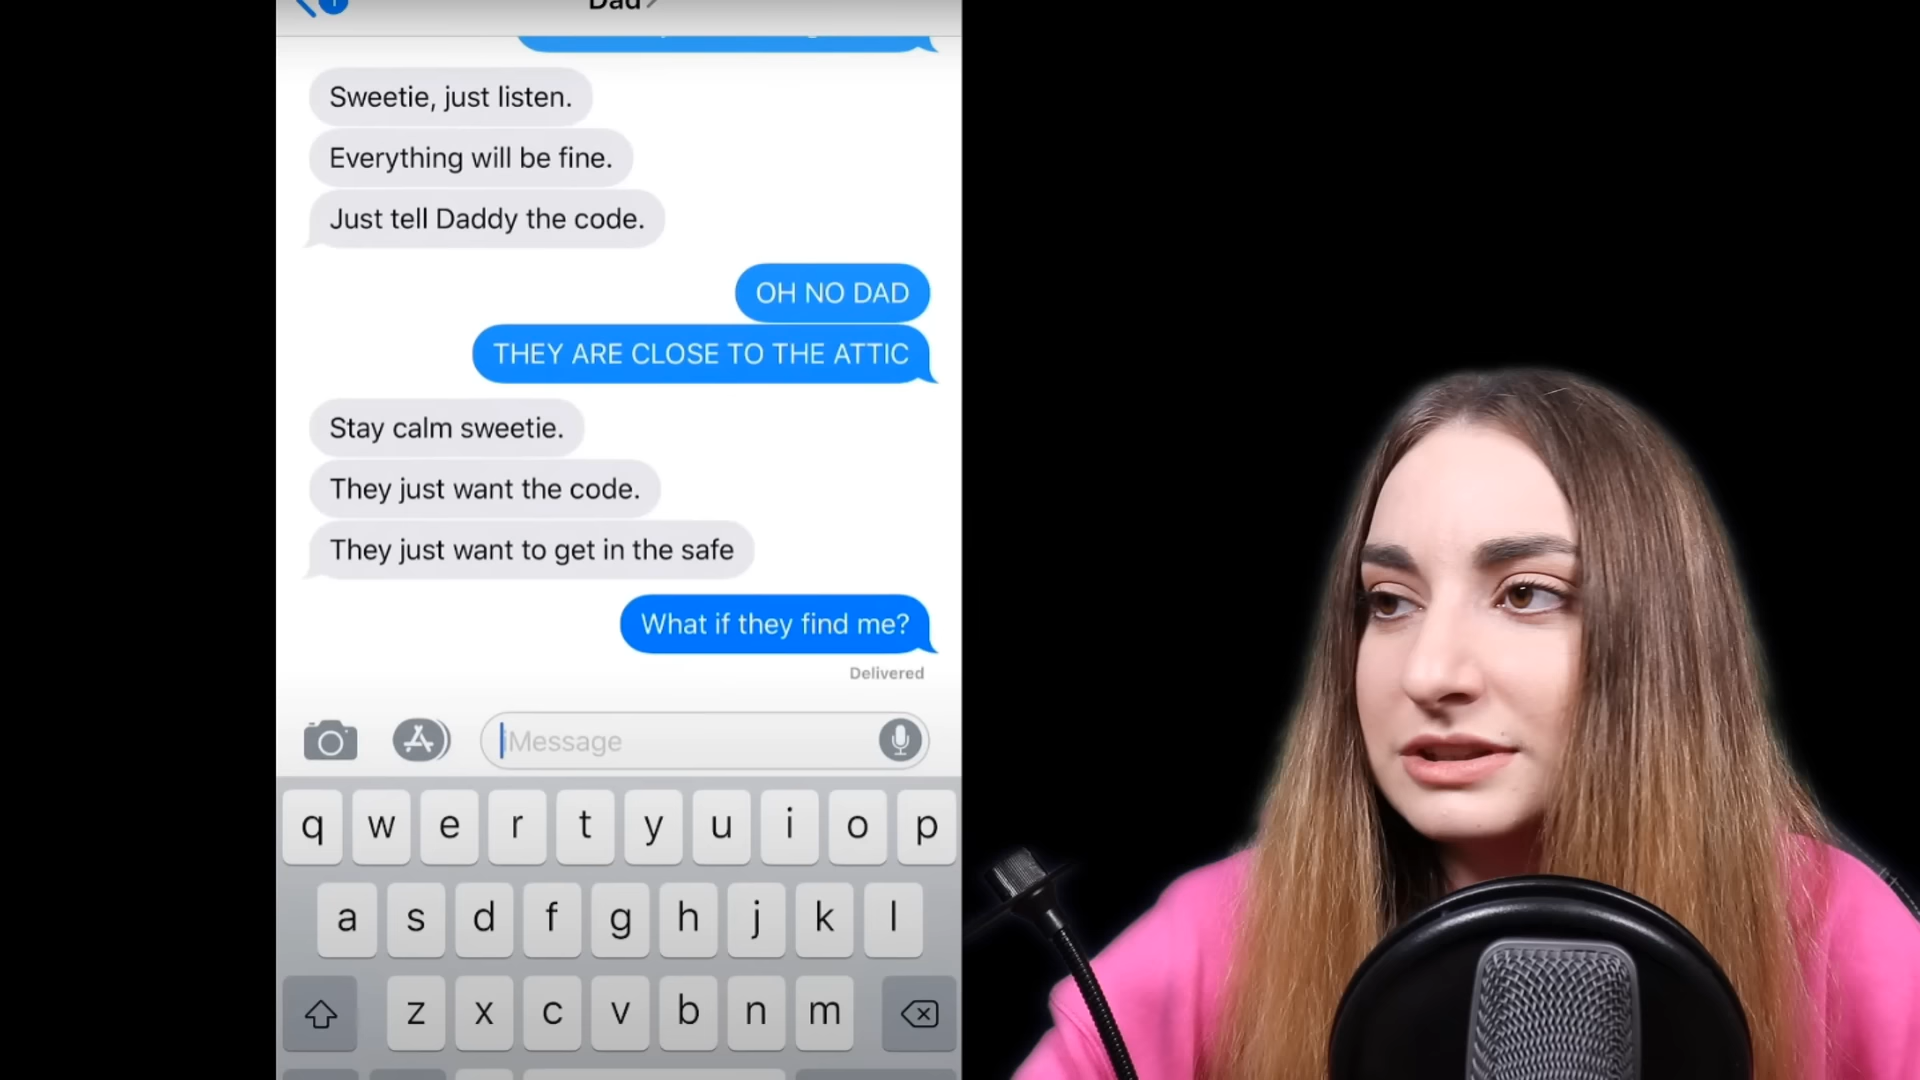 Dad
Sweetie, just listen.
Everything will be fine.
Just tell Daddy the code.
OH NO DAD
THEY ARE CLOSE TO THE ATTIC
Stay calm sweetie.
They just want the code.
They just want to get in the safe
What if they find me?
Delivered
iMessage
q w e r t y u i o p
a s d f g h j k l
z x c v b n m